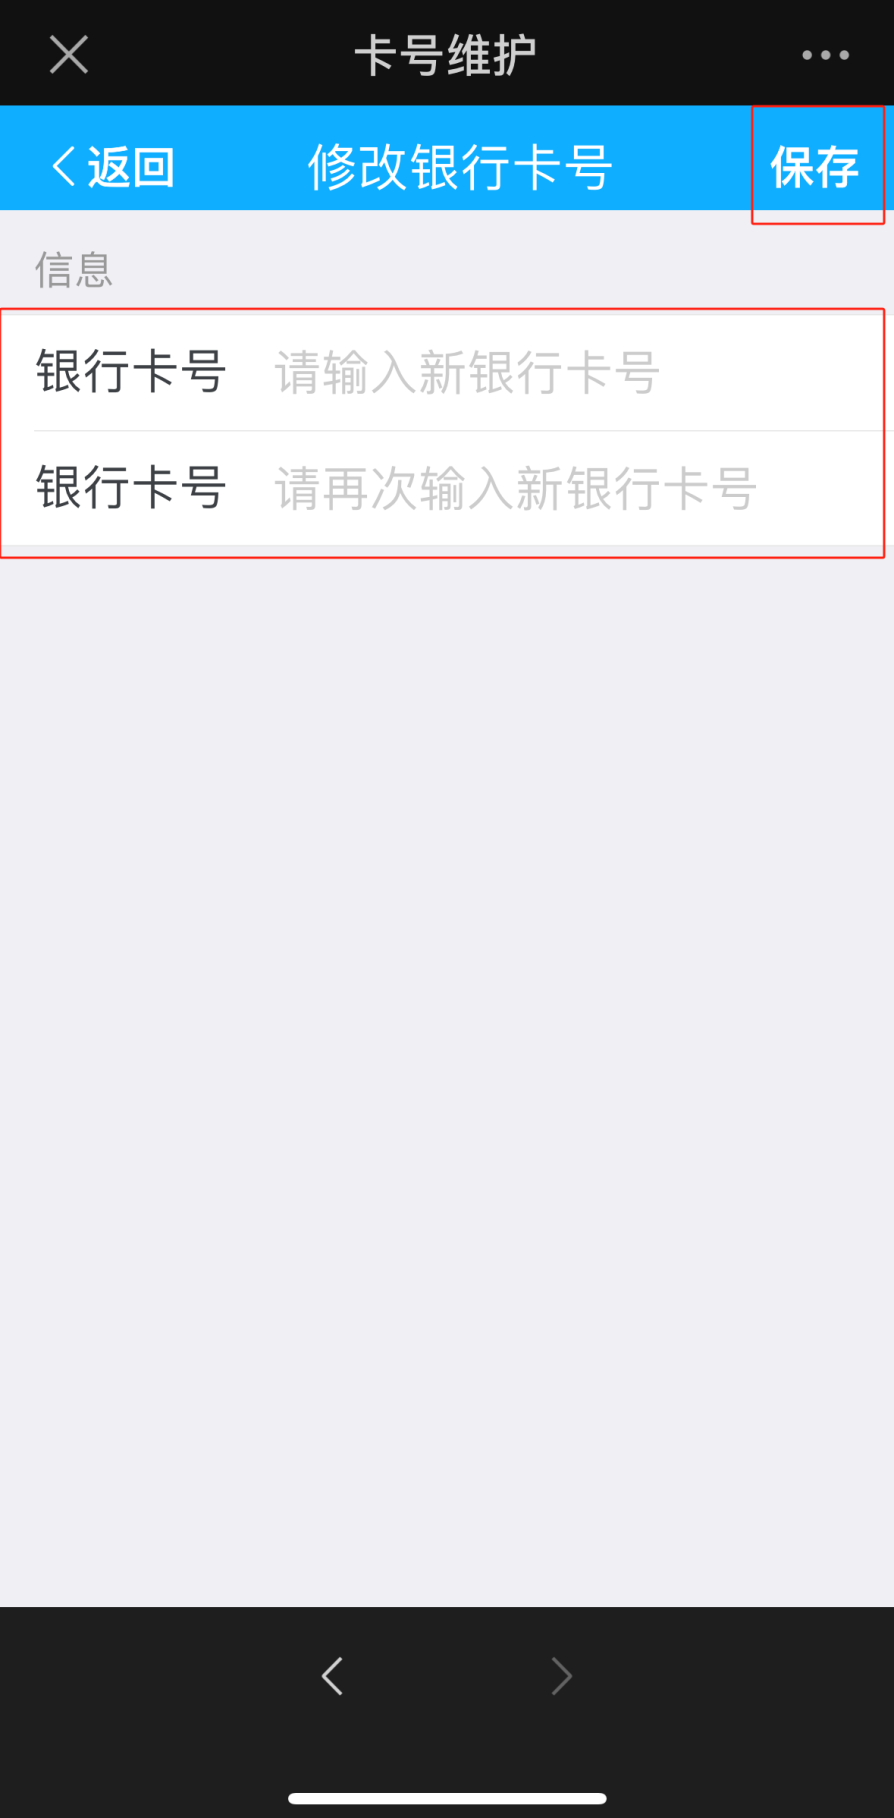 卡号维护
返回 修改银行卡号 保存
信息
银行卡号 请输入新银行卡号
银行卡号 请再次输入新银行卡号